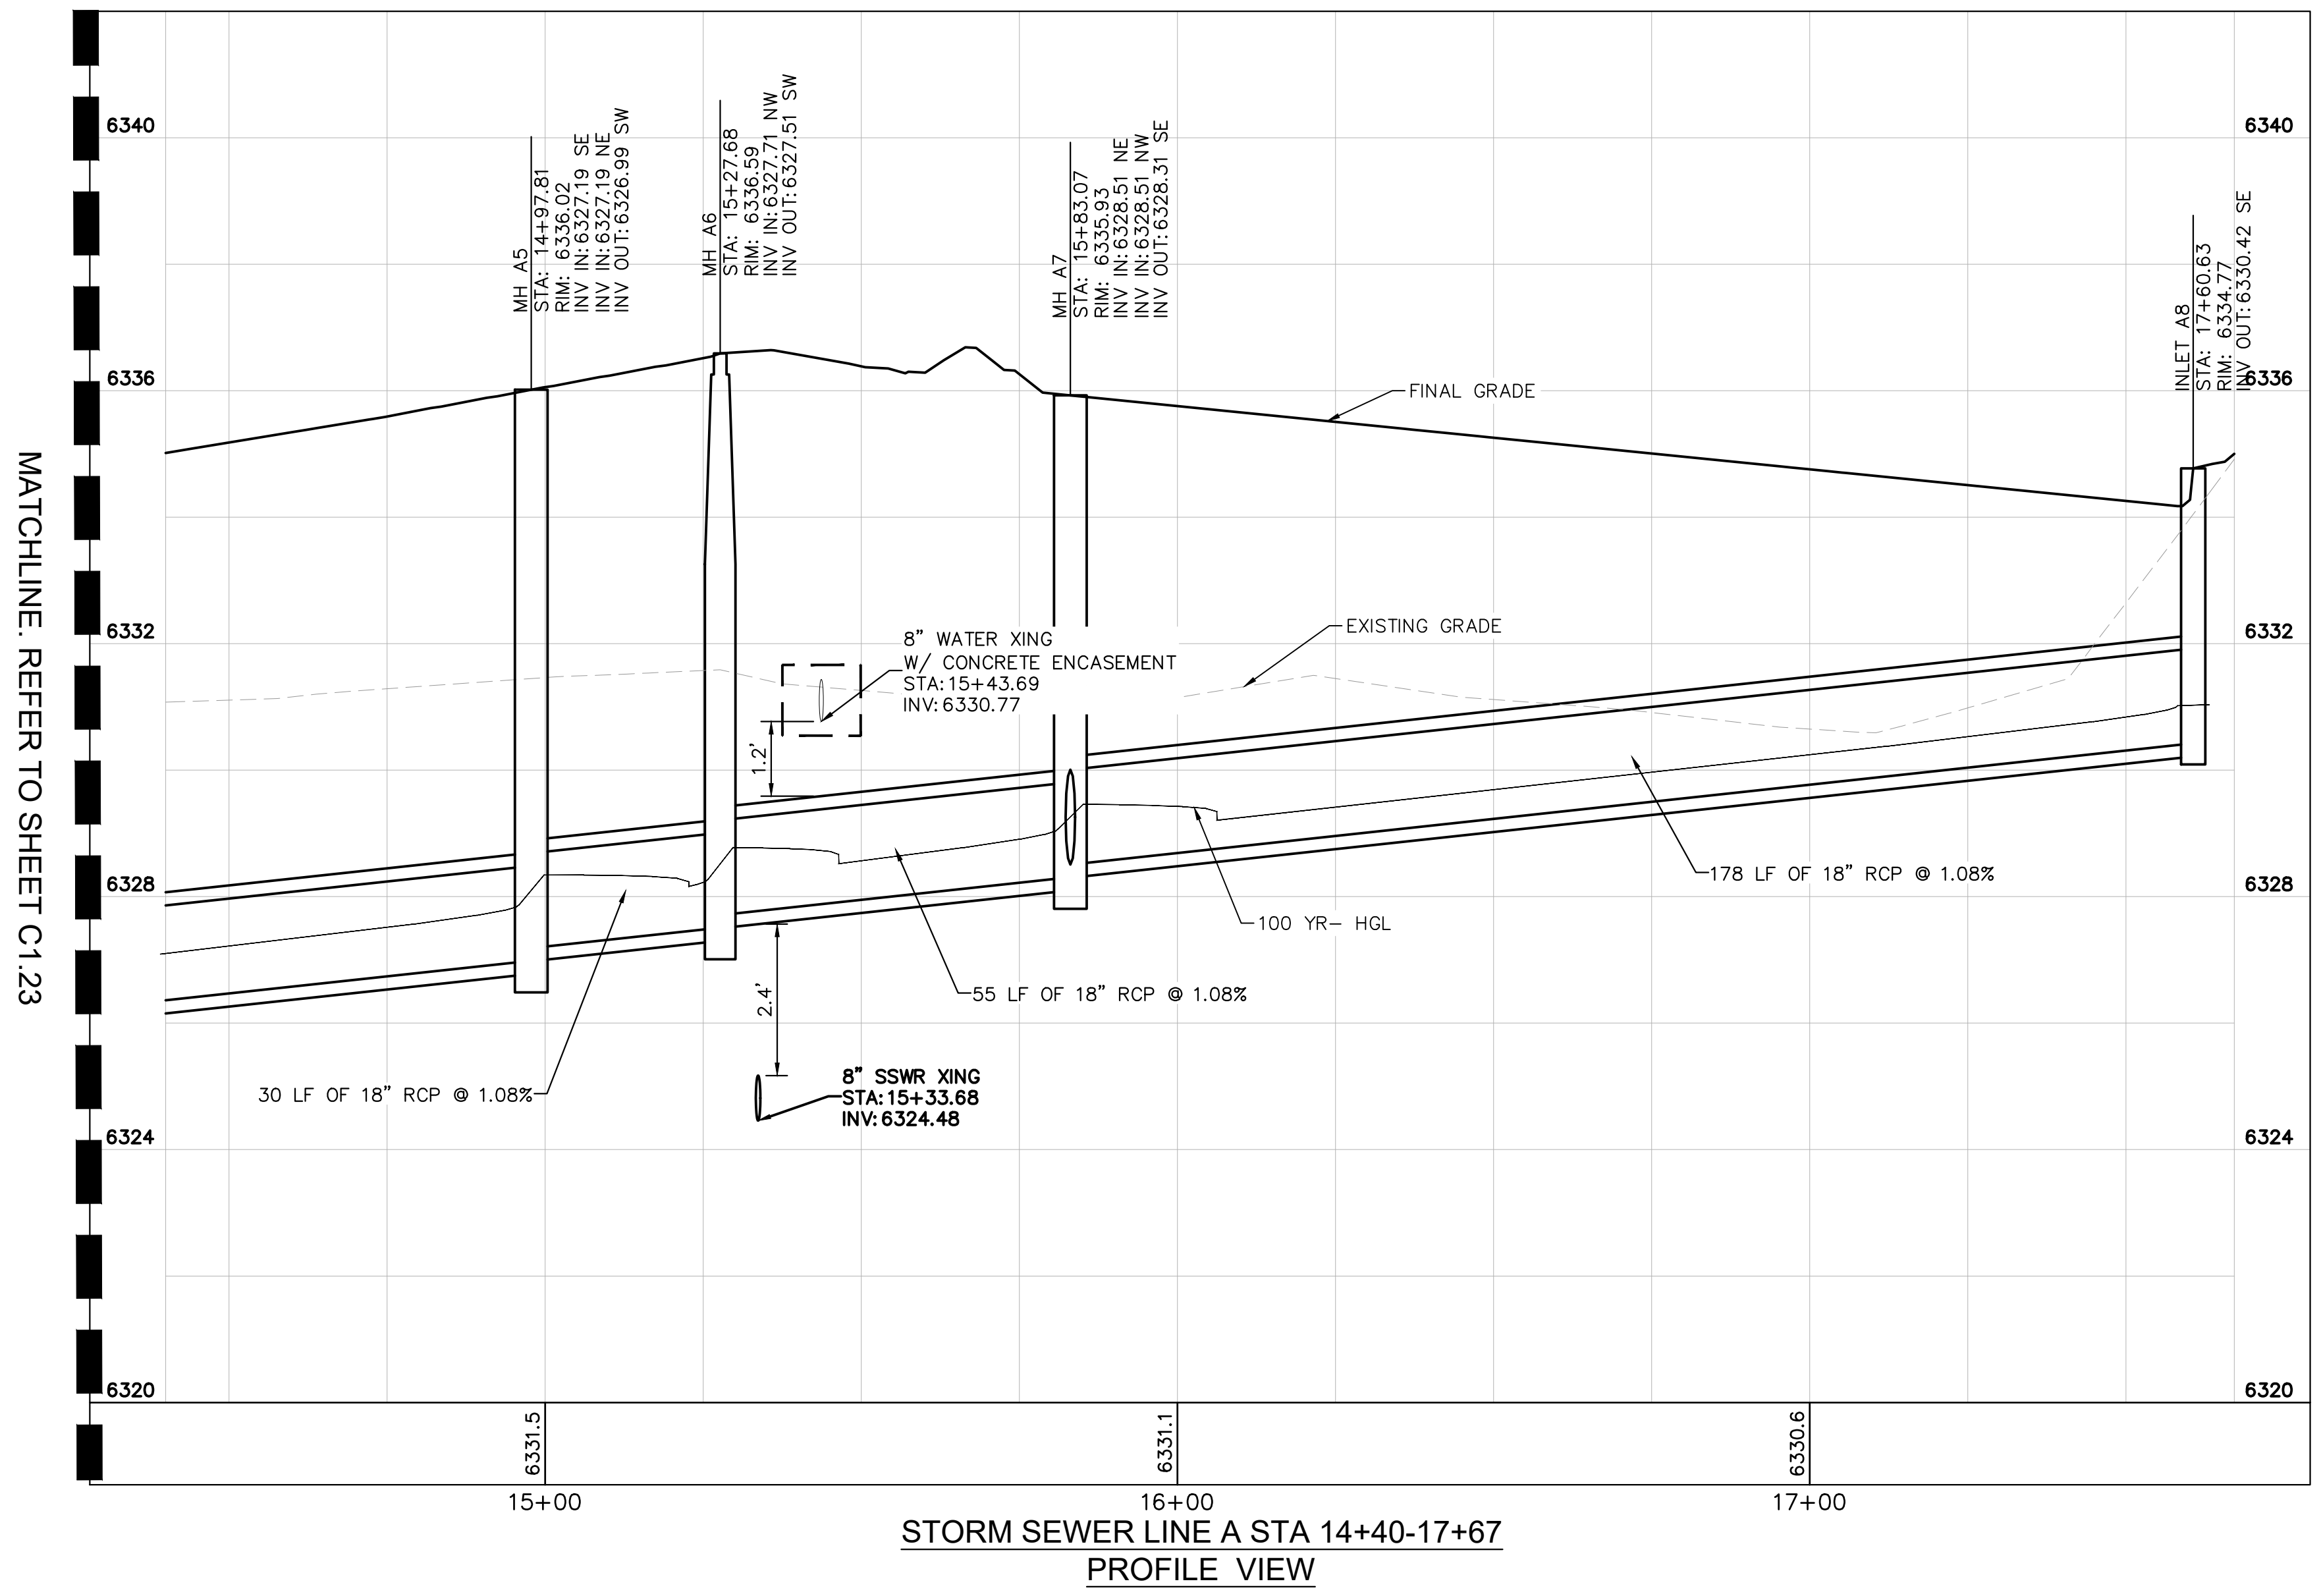 MATCHLINE. REFER TO SHEET C1.23
6340
6336
6332
6328
6324
6320
MH A5
STA: 14+97.81
RIM: 6336.02
INV IN:6327.19 SE
INV IN:6327.19 NE
INV OUT:6326.99 SW
MH A6
STA: 15+27.68
RIM: 6336.59
INV IN:6327.71 NW
INV OUT:6327.51 SW
MH A7
STA: 15+83.07
RIM: 6335.93
INV IN:6328.51 NE
INV IN:6328.51 NW
INV OUT:6328.31 SE
INLET A8
STA: 17+60.63
RIM: 6334.77
INV OUT:6330.42 SE
6340
6336
6332
6328
6324
6320
FINAL GRADE
EXISTING GRADE
8” WATER XING
W/ CONCRETE ENCASEMENT
STA:15+43.69
INV:6330.77
1.2'
178 LF OF 18” RCP @ 1.08%
100 YR– HGL
55 LF OF 18” RCP @ 1.08%
2.4'
8” SSWR XING
STA:15+33.68
INV:6324.48
30 LF OF 18” RCP @ 1.08%
6331.5
6331.1
6330.6
15+00
16+00
17+00
STORM SEWER LINE A STA 14+40-17+67
PROFILE VIEW